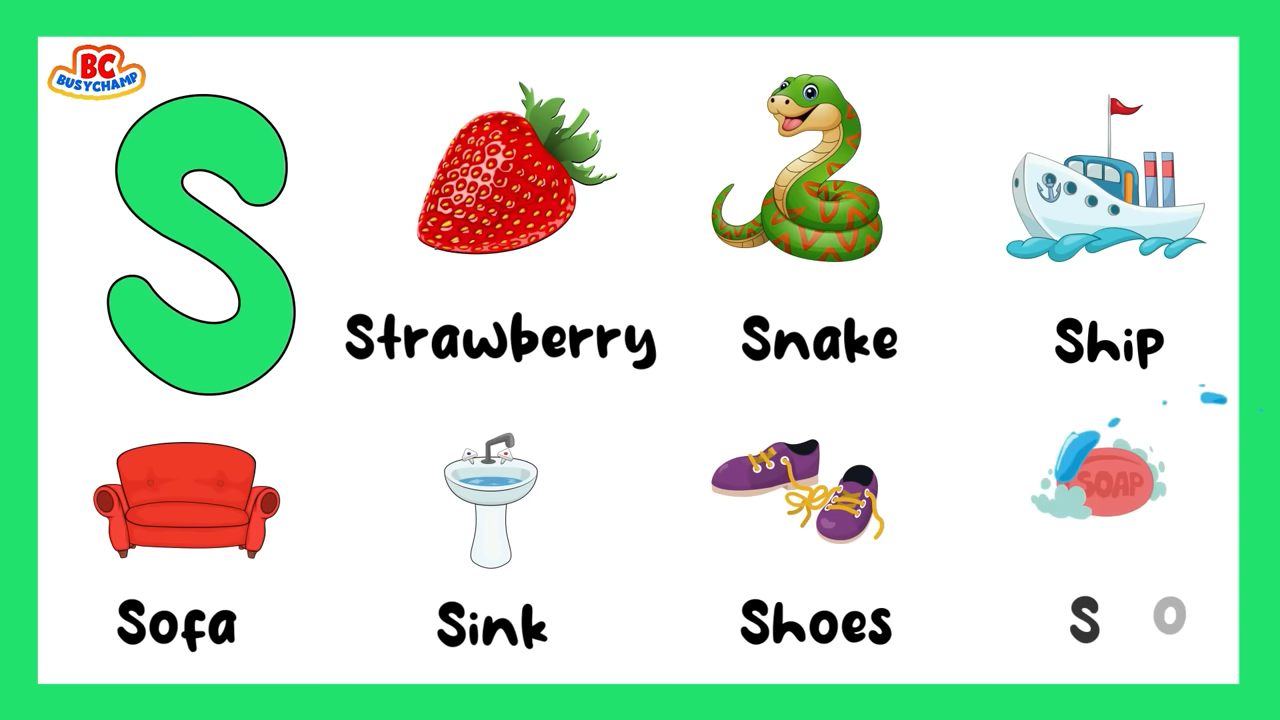 BC
BUSYCHAMP
S
Strawberry Snake Ship
SOAP
Sofa Sink Shoes S O